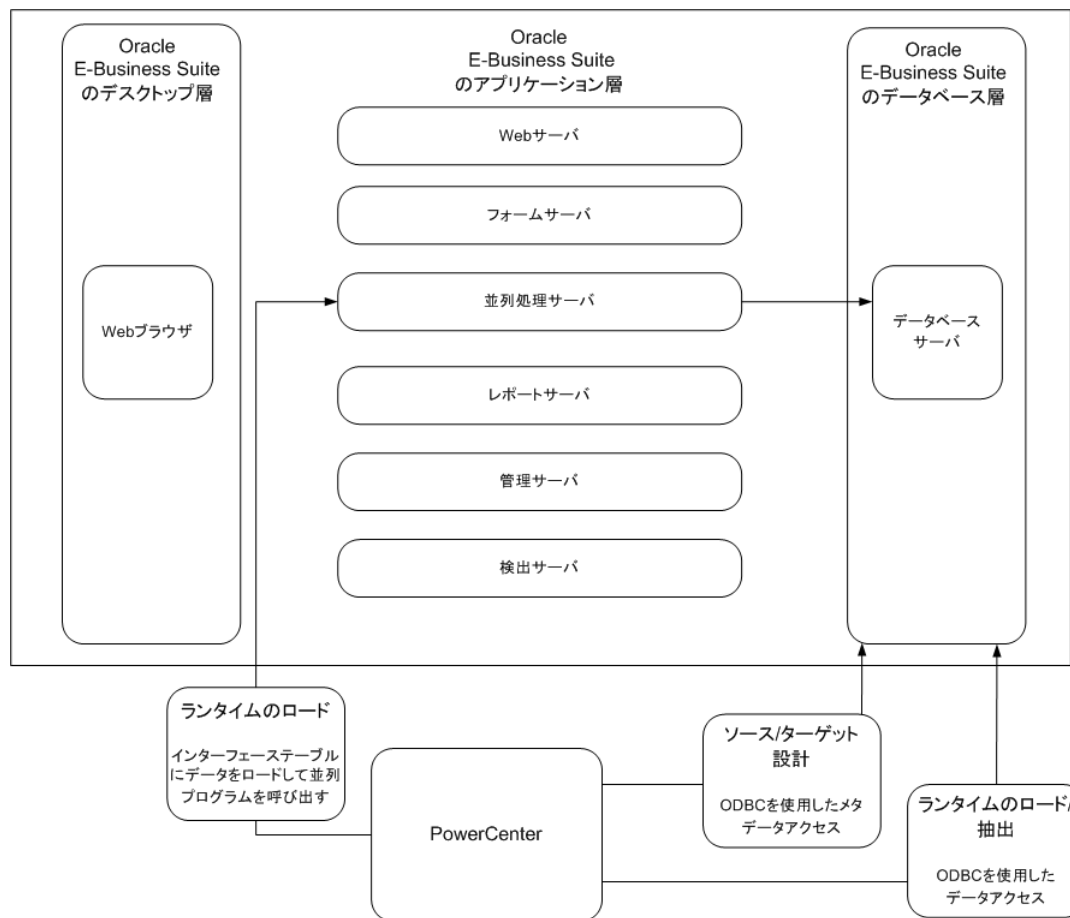 Oracle
E-Business Suite
のデスクトップ層
Webブラウザ
Oracle
E-Business Suite
のアプリケーション層
Webサーバ
フォームサーバ
並列処理サーバ
レポートサーバ
管理サーバ
検出サーバ
Oracle
E-Business Suite
のデータベース層
データベース
サーバ
ランタイムのロード
インターフェーステーブル
にデータをロードして並列
プログラムを呼び出す
PowerCenter
ソース/ターゲット
設計
ODBCを使用したメタ
データアクセス
ランタイムのロード/
抽出
ODBCを使用した
データアクセス